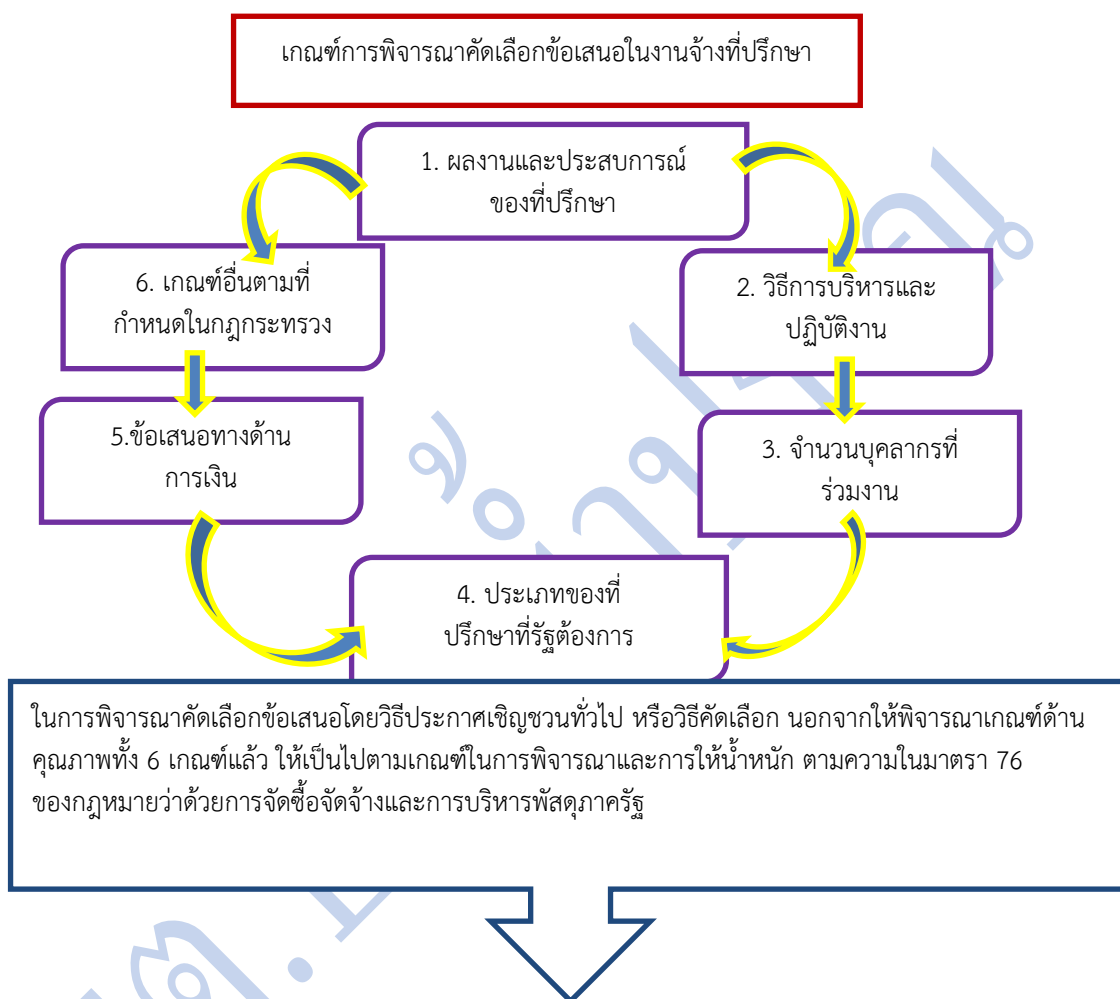 เกณฑ์การพิจารณาคัดเลือกข้อเสนอในงานจ้างที่ปรึกษา
1. ผลงานและประสบการณ์
ของที่ปรึกษา
6. เกณฑ์อื่นตามที่
กำหนดในกฎกระทรวง
2. วิธีการบริหารและ
ปฏิบัติงาน
5.ข้อเสนอทางด้าน
การเงิน
3. จำนวนบุคลากรที่
ร่วมงาน
4. ประเภทของที่
ปรึกษาที่รัฐต้องการ
ในการพิจารณาคัดเลือกข้อเสนอโดยวิธีประกาศเชิญชวนทั่วไป หรือวิธีคัดเลือก นอกจากให้พิจารณาเกณฑ์ด้าน
คุณภาพทั้ง 6 เกณฑ์แล้ว ให้เป็นไปตามเกณฑ์ในการพิจารณาและการให้น้ำหนัก ตามความในมาตรา 76
ของกฎหมายว่าด้วยการจัดซื้อจัดจ้างและการบริหารพัสดุภาครัฐ